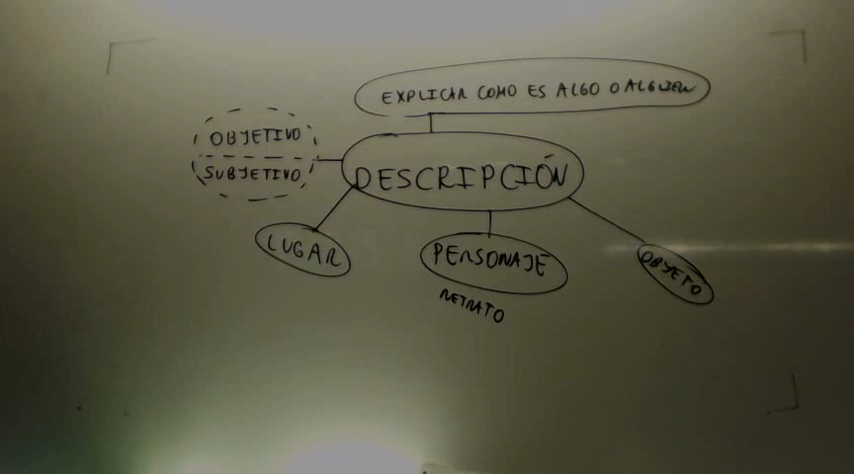 EXPLICAR COMO ES ALGO O ALGUIEN
OBJETIVO
SUBJETIVO
DESCRIPCIÓN
LUGAR
PERSONAJE
OBJETO
RETRATO